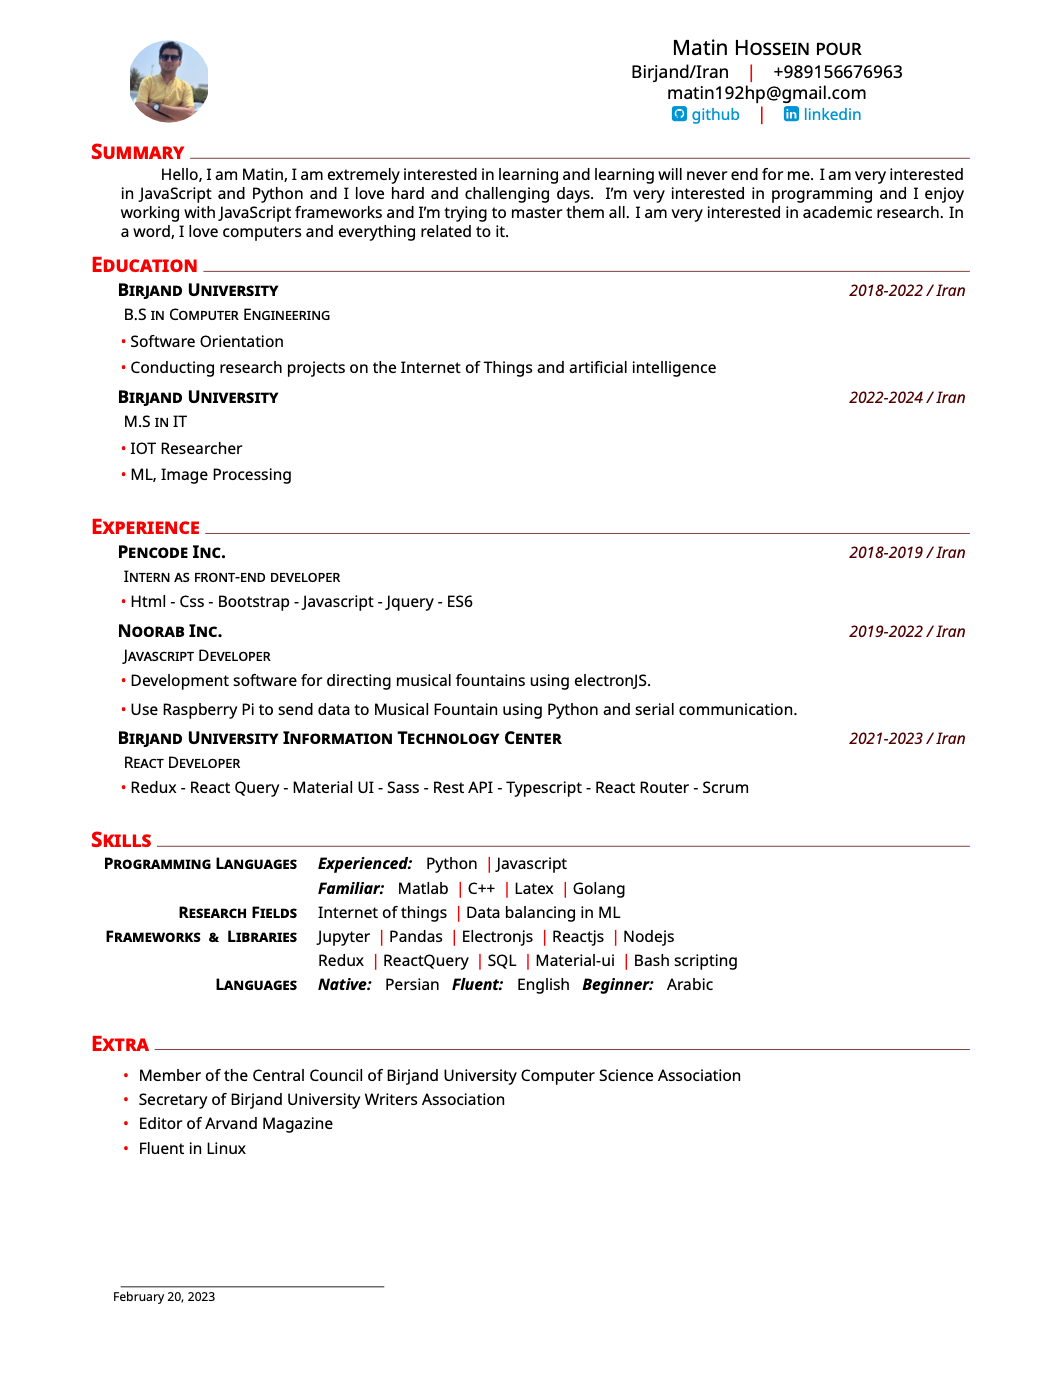 Matin Hossein pour
Birjand/Iran | +989156676963
matin192hp@gmail.com
github | linkedin
Summary
Hello, I am Matin, I am extremely interested in learning and learning will never end for me. I am very interested
in JavaScript and Python and I love hard and challenging days. I'm very interested in programming and I enjoy
working with JavaScript frameworks and I'm trying to master them all. I am very interested in academic research. In
a word, I love computers and everything related to it.
Education
Birjand University 2018-2022 / Iran
B.S in Computer Engineering
• Software Orientation
• Conducting research projects on the Internet of Things and artificial intelligence
Birjand University 2022-2024 / Iran
M.S in IT
• IOT Researcher
• ML, Image Processing
Experience
Pencode Inc. 2018-2019 / Iran
Intern as front-end developer
• Html - Css - Bootstrap - Javascript - Jquery - ES6
Noorab Inc. 2019-2022 / Iran
Javascript Developer
• Development software for directing musical fountains using electronJS.
• Use Raspberry Pi to send data to Musical Fountain using Python and serial communication.
Birjand University Information Technology Center 2021-2023 / Iran
React Developer
• Redux - React Query - Material UI - Sass - Rest API - Typescript - React Router - Scrum
Skills
Programming Languages Experienced: Python | Javascript
Familiar: Matlab | C++ | Latex | Golang
Research Fields Internet of things | Data balancing in ML
Frameworks & Libraries Jupyter | Pandas | Electronjs | Reactjs | Nodejs
Redux | ReactQuery | SQL | Material-ui | Bash scripting
Languages Native: Persian Fluent: English Beginner: Arabic
Extra
• Member of the Central Council of Birjand University Computer Science Association
• Secretary of Birjand University Writers Association
• Editor of Arvand Magazine
• Fluent in Linux
February 20, 2023